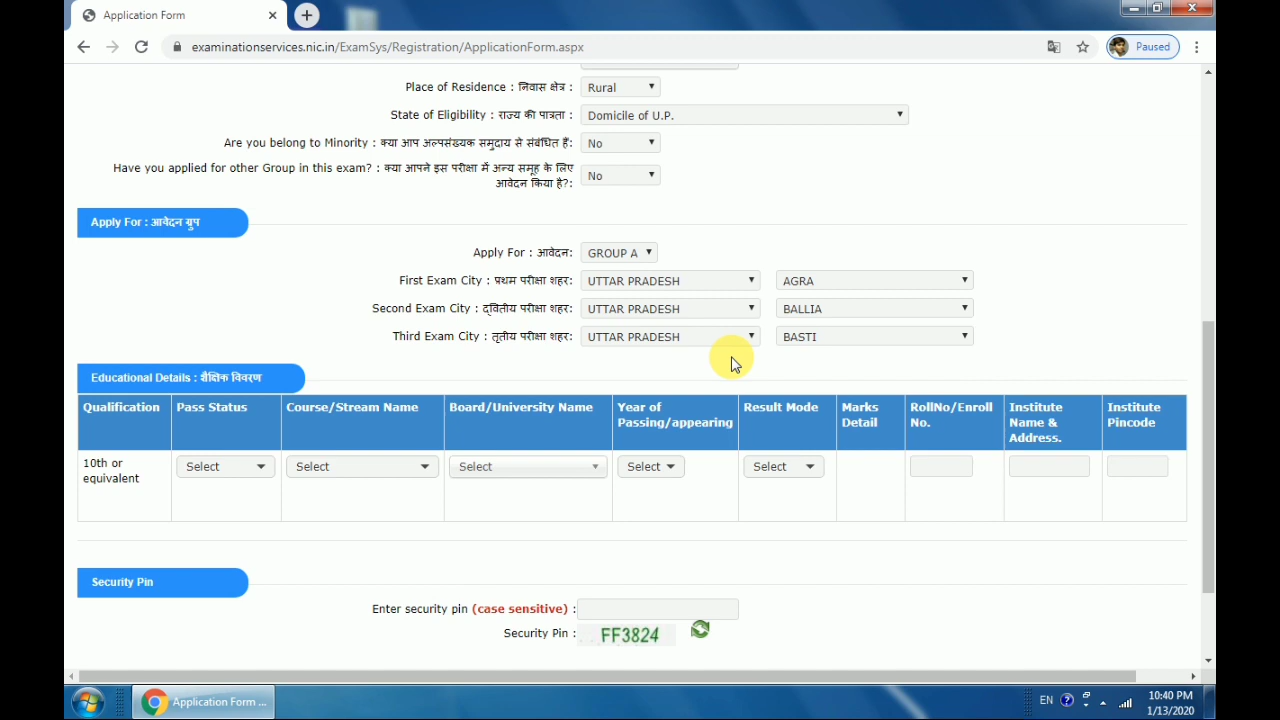 Application Form
examinationservices.nic.in/ExamSys/Registration/ApplicationForm.aspx
Paused
Place of Residence : निवास क्षेत्र :
Rural
State of Eligibility : राज्य की पात्रता :
Domicile of U.P.
Are you belong to Minority : क्या आप अल्पसंख्यक समुदाय से संबंधित हैं:
No
Have you applied for other Group in this exam? : क्या आपने इस परीक्षा में अन्य समूह के लिए
आवेदन किया है?:
No
Apply For : आवेदन ग्रुप
Apply For : आवेदन:
GROUP A
First Exam City : प्रथम परीक्षा शहर:
UTTAR PRADESH
AGRA
Second Exam City : द्वितीय परीक्षा शहर:
UTTAR PRADESH
BALLIA
Third Exam City : तृतीय परीक्षा शहर:
UTTAR PRADESH
BASTI
Educational Details : शैक्षिक विवरण
Qualification
Pass Status
Course/Stream Name
Board/University Name
Year of
Passing/appearing
Result Mode
Marks
Detail
RollNo/Enroll
No.
Institute
Name &
Address.
Institute
Pincode
10th or
equivalent
Select
Select
Select
Select
Select
Security Pin
Enter security pin (case sensitive) :
Security Pin :
FF3824
Application Form ...
EN
10:40 PM
1/13/2020